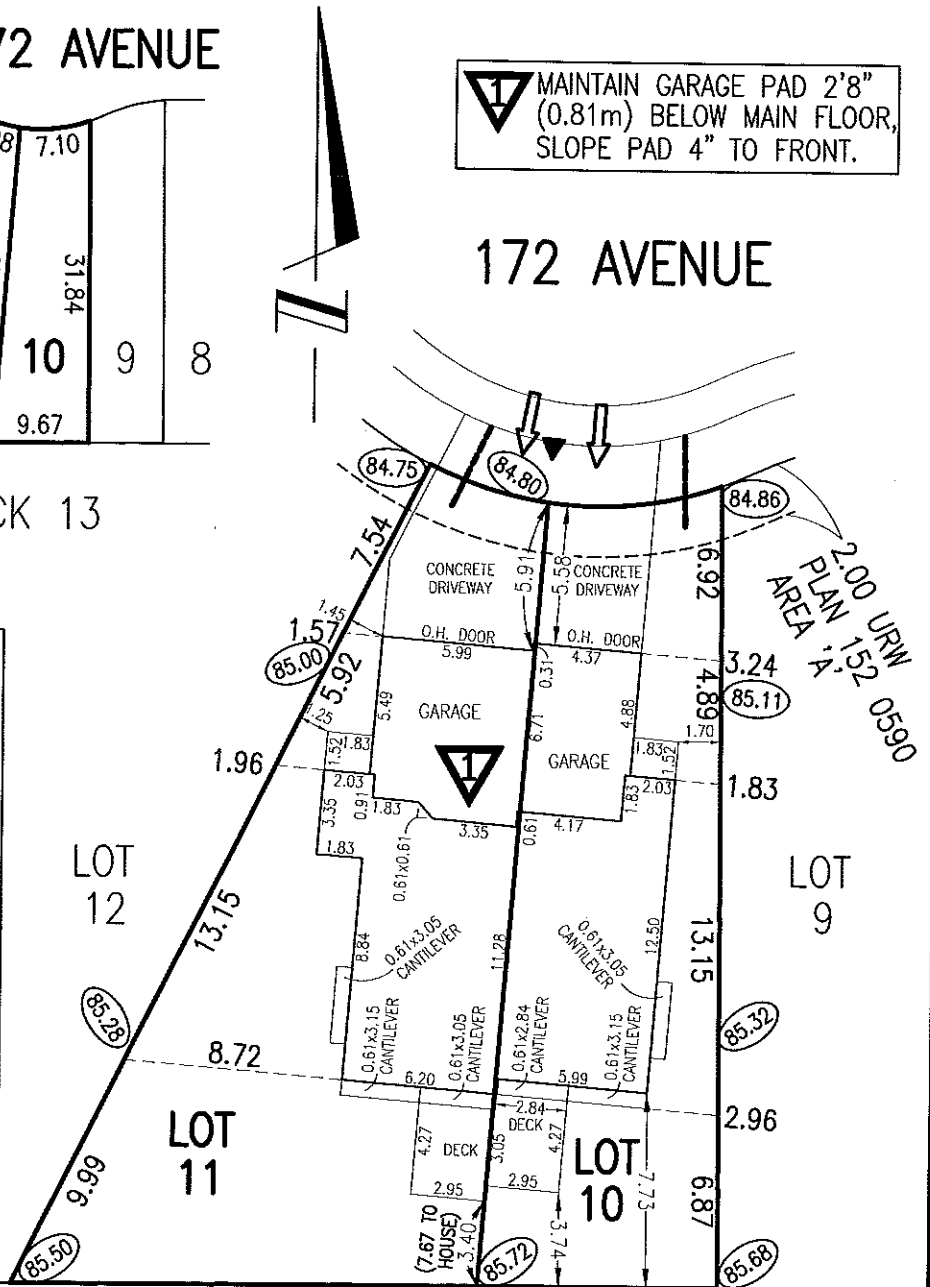 72 AVENUE
7.10
31.84
10
9
8
9.67
CK 13
1
MAINTAIN GARAGE PAD 2'8"
(0.81m) BELOW MAIN FLOOR,
SLOPE PAD 4" TO FRONT.
172 AVENUE
84.75
84.80
84.86
7.54
CONCRETE
DRIVEWAY
5.91
5.58
CONCRETE
DRIVEWAY
6.92
2.00 URW
PLAN 152 0590
AREA 'A'
1.45
1.57
O.H. DOOR
5.99
O.H. DOOR
4.37
0.31
3.24
85.00
5.92
4.89
85.11
5.49
GARAGE
6.71
4.88
1.25
1.52
1.83
1
GARAGE
1.83
1.52
1.70
1.96
2.03
0.91
1.83
3.35
1.83
2.03
1.83
3.35
0.61
4.17
1.83
0.61x0.61
LOT
12
LOT
9
13.15
8.84
0.61x3.05
CANTILEVER
11.28
0.61x3.05
CANTILEVER
12.50
13.15
85.28
85.32
8.72
0.61x3.15
CANTILEVER
0.61x3.05
CANTILEVER
0.61x2.84
CANTILEVER
0.61x3.15
CANTILEVER
6.20
5.99
2.96
2.84
LOT
11
4.27
DECK
3.05
DECK
4.27
LOT
10
2.95
2.95
9.99
(7.67 TO
HOUSE)
3.40
3.74
7.73
6.87
85.50
85.72
85.68